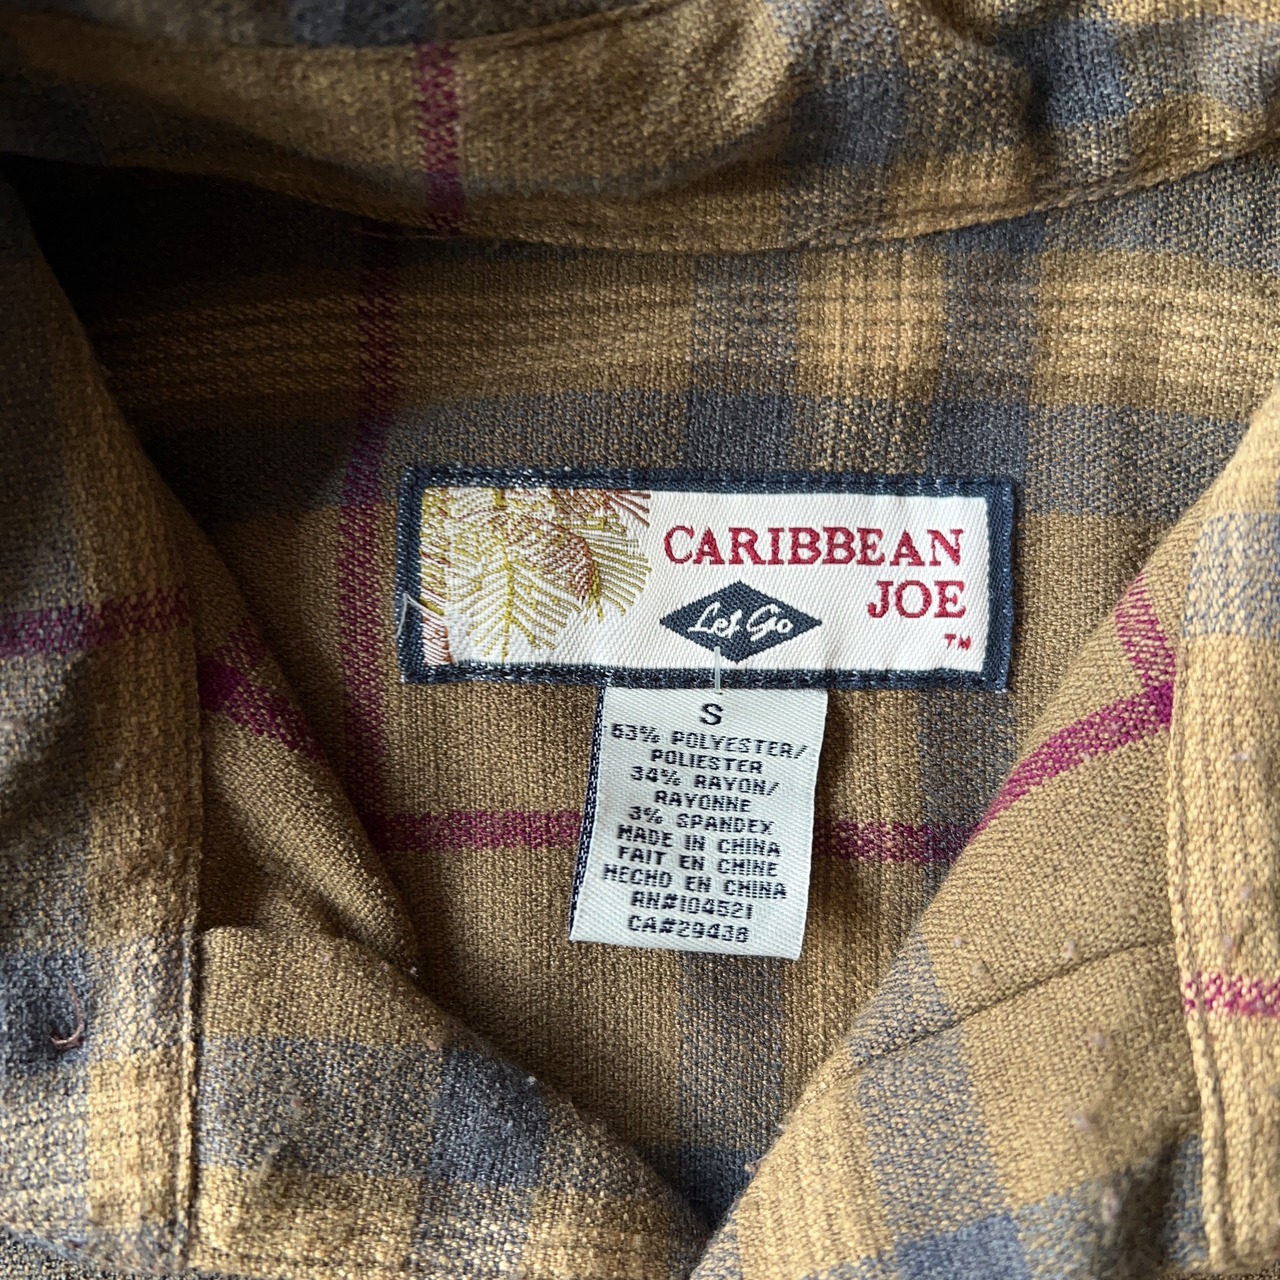 CARIBBEAN
JOE
Let Go
TM
S
63% POLYESTER/
POLIESTER
34% RAYON/
RAYONNE
3% SPANDEX
MADE IN CHINA
FAIT EN CHINE
HECHO EN CHINA
RN#104521
CA#29438